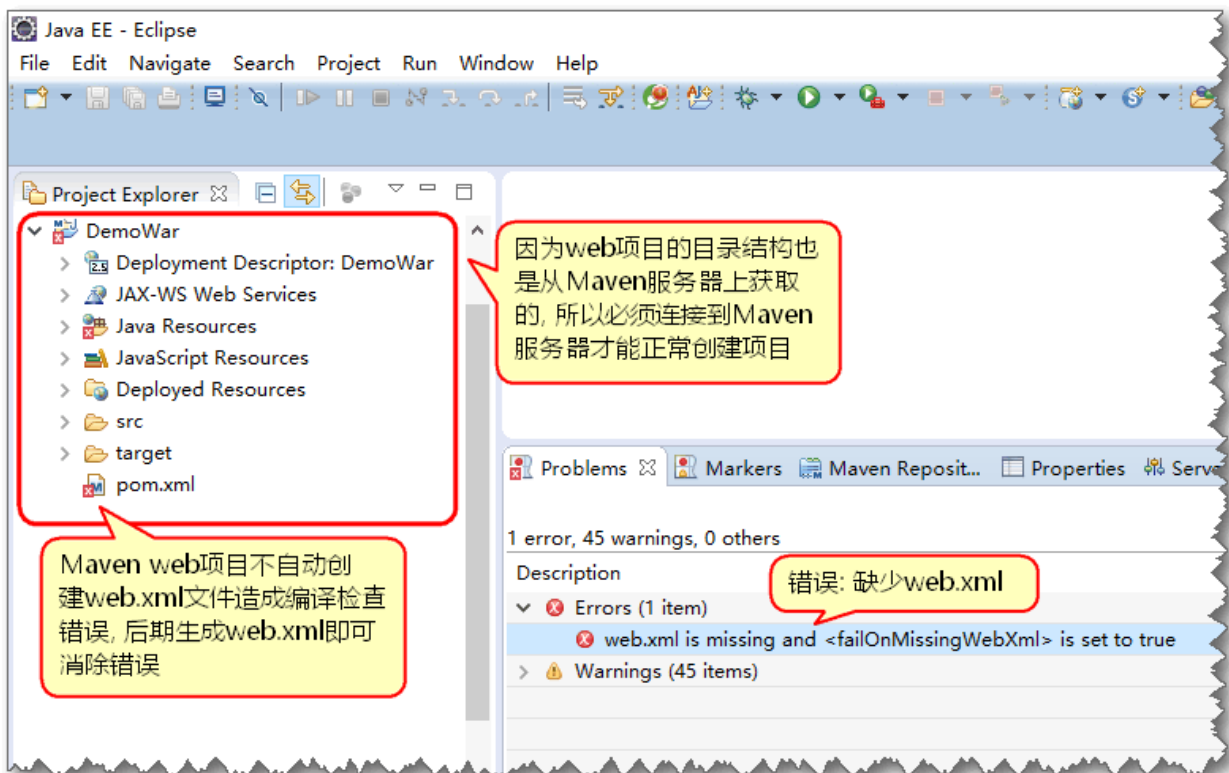 Java EE - Eclipse
File Edit Navigate Search Project Run Window Help
Project Explorer
DemoWar
2.5 Deployment Descriptor: DemoWar
JAX-WS Web Services
Java Resources
JavaScript Resources
Deployed Resources
src
target
pom.xml
因为web项目的目录结构也
是从Maven服务器上获取
的, 所以必须连接到Maven
服务器才能正常创建项目
Maven web项目不自动创
建web.xml文件造成编译检查
错误, 后期生成web.xml即可
消除错误
Problems Markers Maven Reposit... Properties Serve
1 error, 45 warnings, 0 others
Description
错误: 缺少web.xml
Errors (1 item)
web.xml is missing and <failOnMissingWebXml> is set to true
Warnings (45 items)